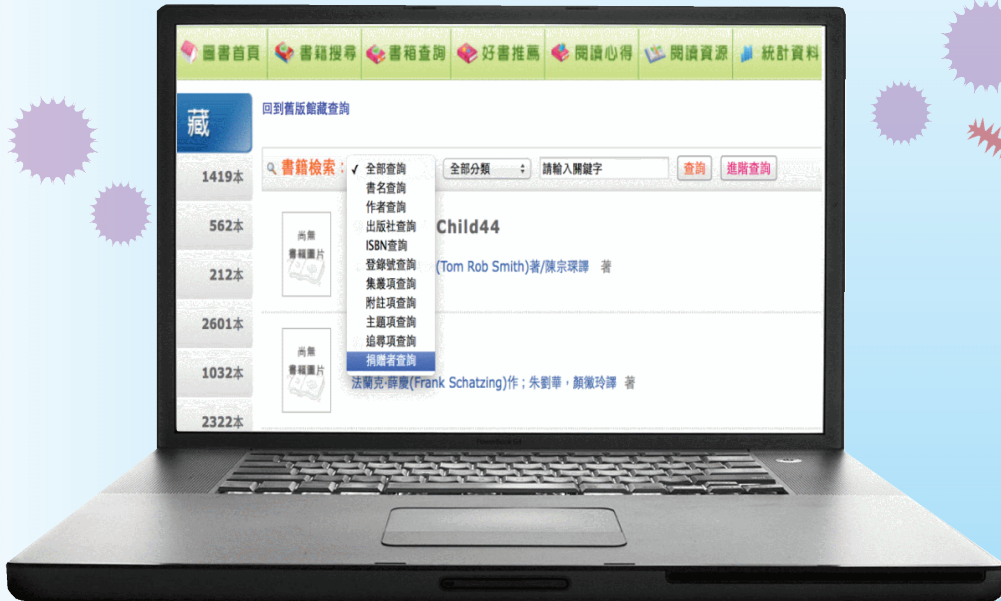 圖書首頁 書籍搜尋 書箱查詢 好書推薦 閱讀心得 閱讀資源 統計資料
藏
回到舊版館藏查詢
書籍檢索： ✓ 全部查詢 全部分類 請輸入關鍵字 查詢 進階查詢
書名查詢
作者查詢
出版社查詢
ISBN查詢
登錄號查詢
集叢項查詢
附註項查詢
主題項查詢
追尋項查詢
捐贈者查詢
1419本
562本
212本
2601本
1032本
2322本
尚無
書籍圖片
Child44
(Tom Rob Smith)著/陳宗琛譯 著
尚無
書籍圖片
法蘭克·薛慶(Frank Schatzing)作；朱劉華，顏徽玲譯 著